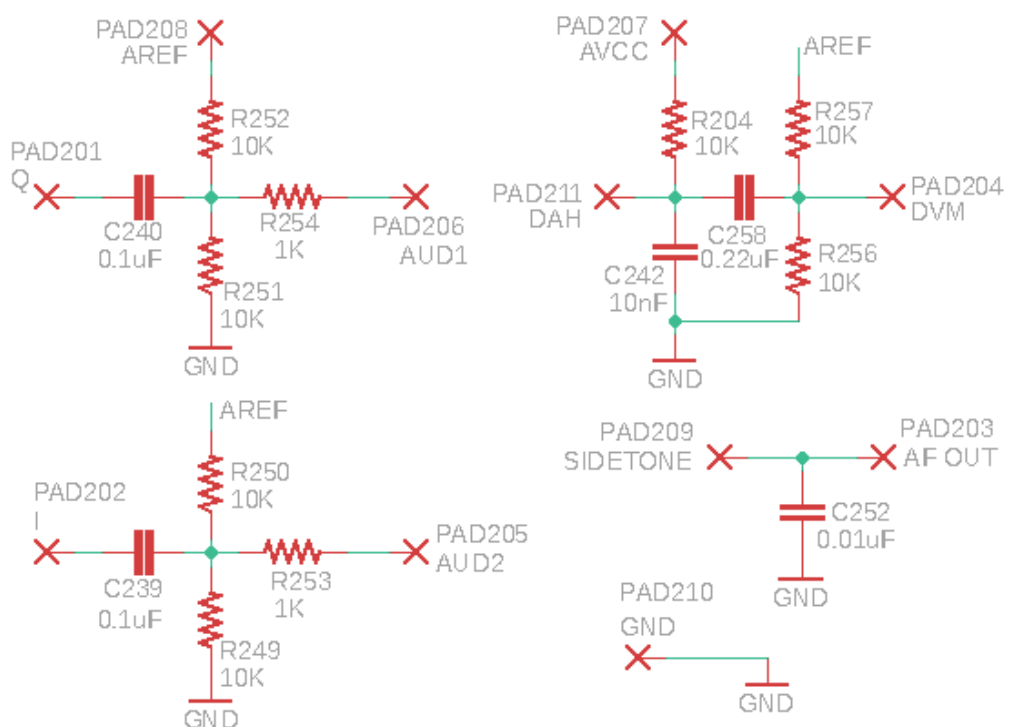 PAD208
AREF
R252
10K
PAD201
Q
C240
0.1uF
R254
1K
PAD206
AUD1
R251
10K
GND
PAD207
AVCC
AREF
R204
10K
R257
10K
PAD211
DAH
PAD204
DVM
C258
0.22uF
C242
10nF
R256
10K
GND
AREF
R250
10K
PAD202
I
C239
0.1uF
R253
1K
PAD205
AUD2
R249
10K
GND
PAD209
SIDETONE
PAD203
AF OUT
C252
0.01uF
GND
PAD210
GND
GND